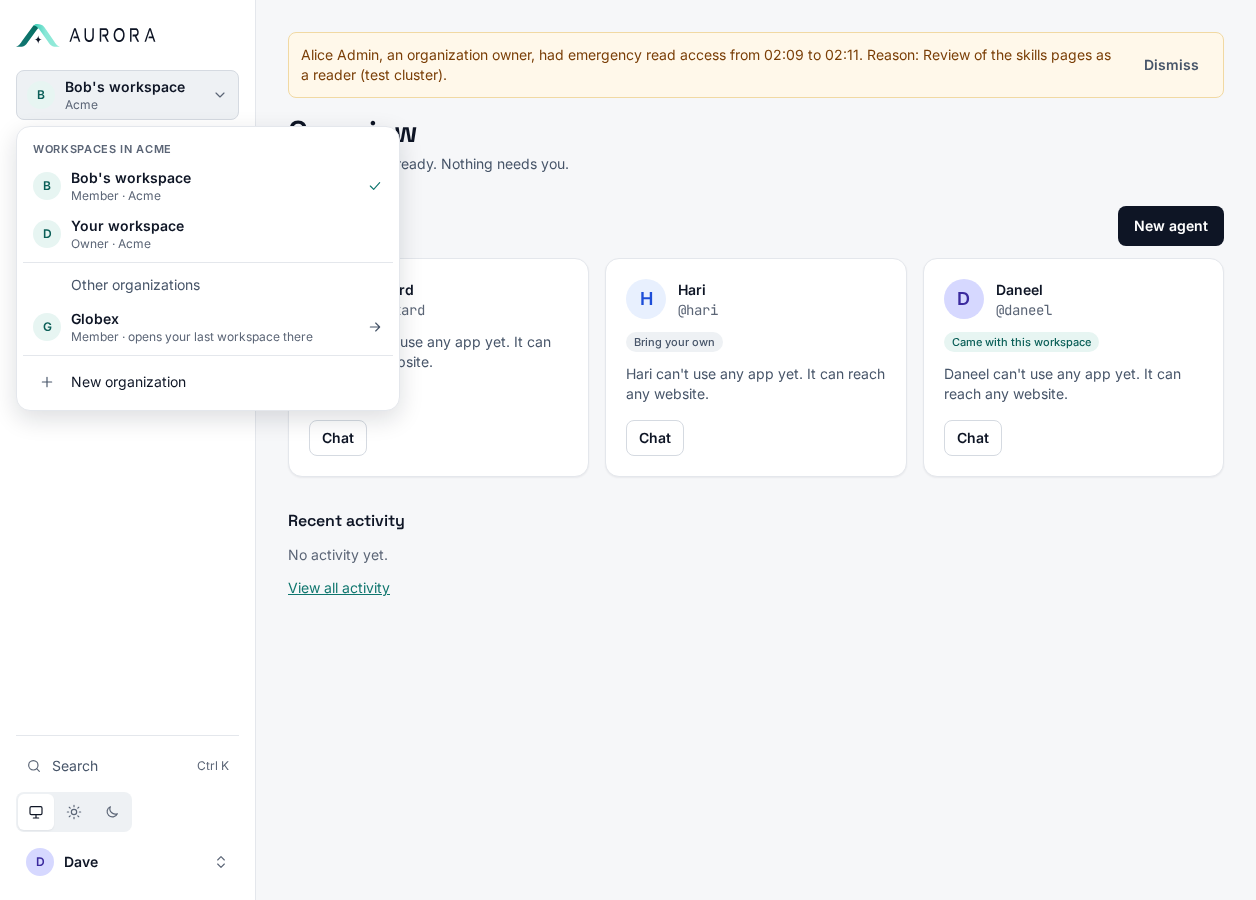 AURORA
B
Bob's workspace
Acme
WORKSPACES IN ACME
B
Bob's workspace
Member · Acme
D
Your workspace
Owner · Acme
Other organizations
G
Globex
Member · opens your last workspace there
New organization
Search
Ctrl K
D
Dave
Alice Admin, an organization owner, had emergency read access from 02:09 to 02:11. Reason: Review of the skills pages as
a reader (test cluster).
Dismiss
ready. Nothing needs you.
New agent
use any app yet. It can
Chat
H
Hari
@hari
Bring your own
Hari can't use any app yet. It can reach
any website.
Chat
D
Daneel
@daneel
Came with this workspace
Daneel can't use any app yet. It can
reach any website.
Chat
Recent activity
No activity yet.
View all activity